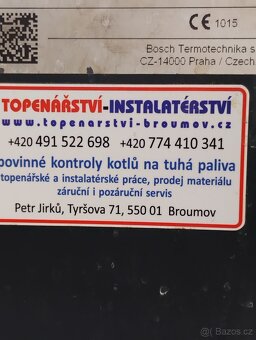 CE 1015
Bosch Termotechnika s
CZ-14000 Praha / Czech
TOPENÁŘSTVÍ-INSTALATÉRSTVÍ
www.topenarstvi-broumov.cz
+420 491 522 698 +420 774 410 341
povinné kontroly kotlů na tuhá paliva
topenářské a instalatérské práce, prodej materiálu
záruční i pozáruční servis
Petr Jirků, Tyršova 71, 550 01 Broumov
bazos.cz